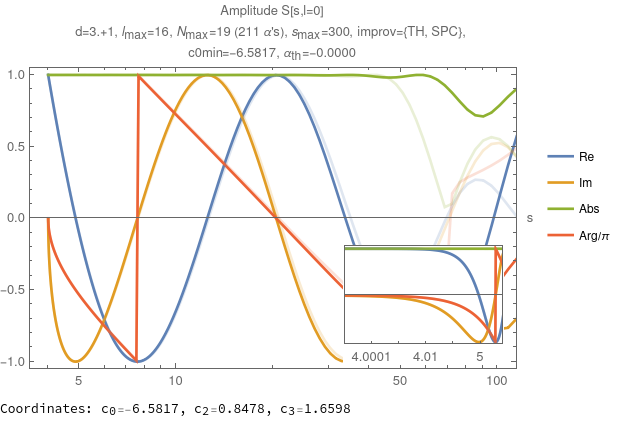 Amplitude S[s,l=0]
d=3.+1, lmax=16, Nmax=19 (211 α's), smax=300, improv={TH, SPC},
c0min=-6.5817, αth=-0.0000
1.0
0.5
0.0
-0.5
-1.0
s
Re
Im
Abs
Arg/π
4.0001 4.01 5
5 10 50 100
Coordinates: c0=-6.5817, c2=0.8478, c3=1.6598